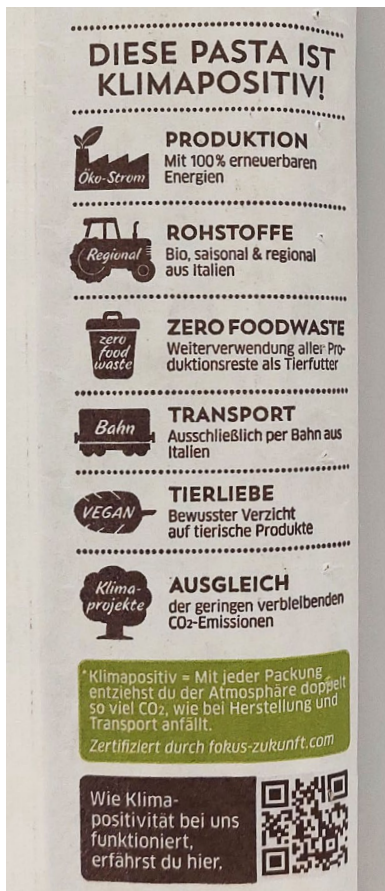 DIESE PASTA IST
KLIMAPOSITIV!
Öko-Strom
PRODUKTION
Mit 100% erneuerbaren
Energien
Regional
ROHSTOFFE
Bio, saisonal & regional
aus Italien
zero
food
waste
ZERO FOODWASTE
Weiterverwendung aller Pro-
duktionsreste als Tierfutter
Bahn
TRANSPORT
Ausschließlich per Bahn aus
Italien
VEGAN
TIERLIEBE
Bewusster Verzicht
auf tierische Produkte
Klima-
projekte
AUSGLEICH
der geringen verbleibenden
CO₂-Emissionen
*Klimapositiv = Mit jeder Packung
entziehst du der Atmosphäre doppelt
so viel CO₂, wie bei Herstellung und
Transport anfällt.
Zertifiziert durch fokus-zukunft.com
Wie Klima-
positivität bei uns
funktioniert,
erfährst du hier.